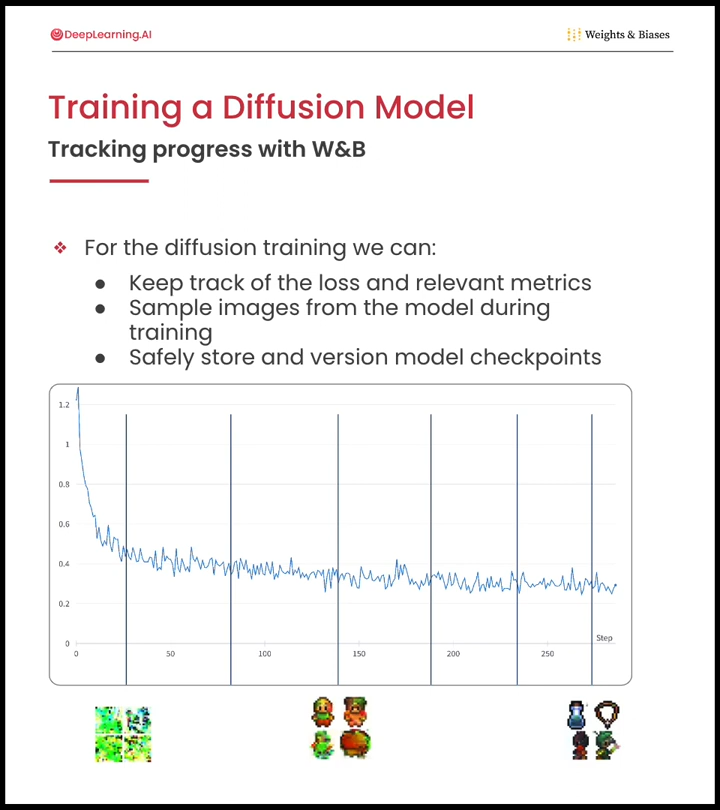 DeepLearning.AI
Weights & Biases
Training a Diffusion Model
Tracking progress with W&B
❖ For the diffusion training we can:
● Keep track of the loss and relevant metrics
● Sample images from the model during
training
● Safely store and version model checkpoints
1.2
1
0.8
0.6
0.4
0.2
0
Step
0 50 100 150 200 250